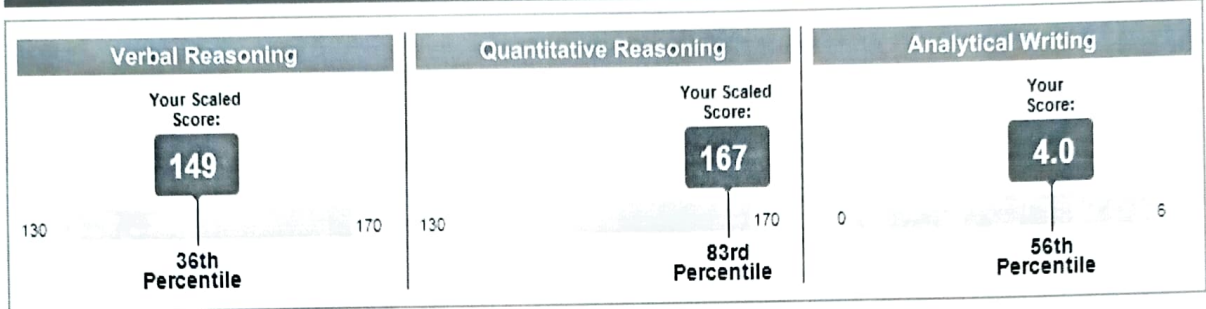 Verbal Reasoning
Your Scaled
Score:
149
130
170
36th
Percentile
Quantitative Reasoning
Your Scaled
Score:
167
130
170
83rd
Percentile
Analytical Writing
Your
Score:
4.0
0
6
56th
Percentile